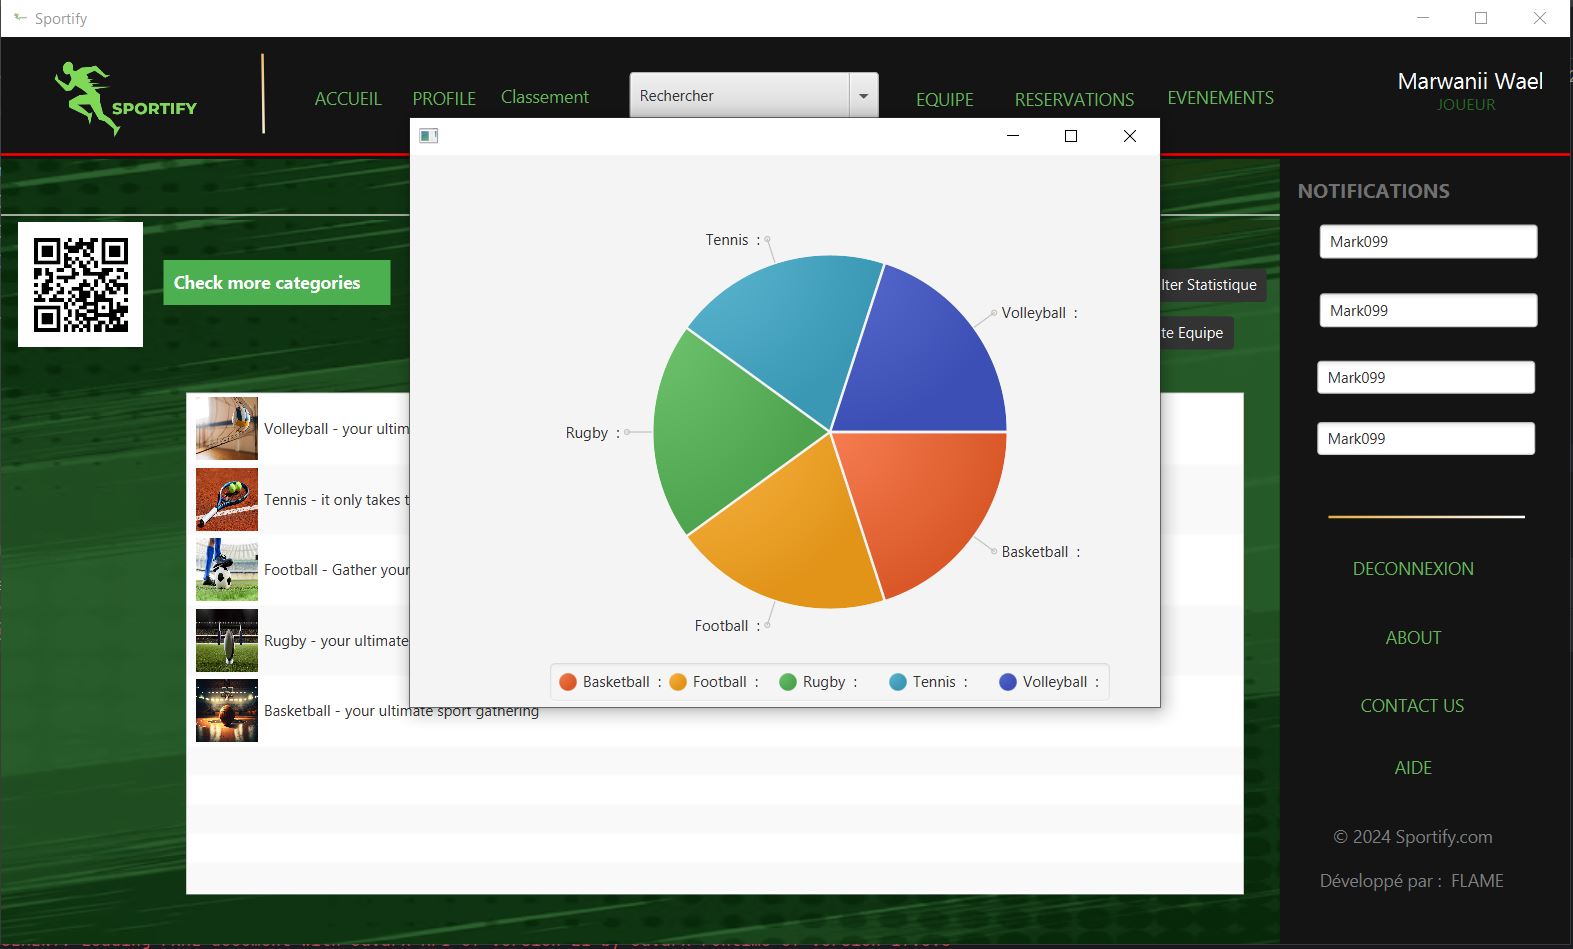 Sportify
SPORTIFY
ACCUEIL
PROFILE
Classement
Rechercher
EQUIPE
RESERVATIONS
EVENEMENTS
Marwanii Wael
JOUEUR
Check more categories
lter Statistique
te Equipe
Volleyball - your ultim
Tennis - it only takes t
Football - Gather your
Rugby - your ultimate
Basketball - your ultimate sport gathering
Tennis :
Volleyball :
Rugby :
Basketball :
Football :
Basketball : Football : Rugby : Tennis : Volleyball :
NOTIFICATIONS
Mark099
Mark099
Mark099
Mark099
DECONNEXION
ABOUT
CONTACT US
AIDE
© 2024 Sportify.com
Développé par : FLAME